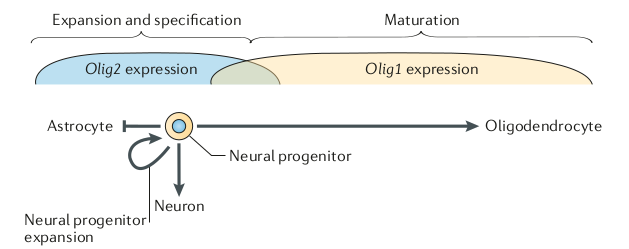 Expansion and specification
Maturation
Olig2 expression
Olig1 expression
Astrocyte
Oligodendrocyte
Neural progenitor
Neuron
Neural progenitor
expansion